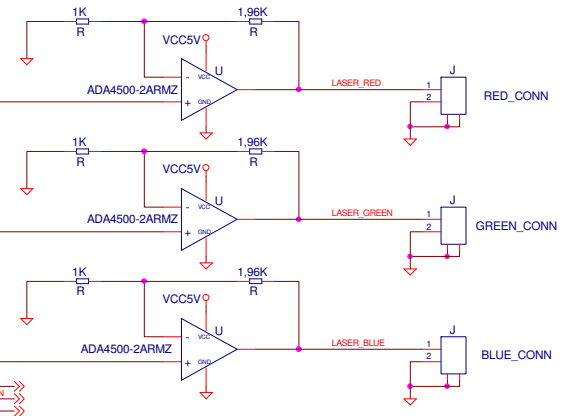 1K
1,96K
R
R
VCC5V
U
J
VCC
-
ADA4500-2ARMZ
+
GND
LASER_RED
1
2
RED_CONN
1K
1,96K
R
R
VCC5V
U
J
VCC
-
ADA4500-2ARMZ
+
GND
LASER_GREEN
1
2
GREEN_CONN
1K
1,96K
R
R
VCC5V
U
J
VCC
-
ADA4500-2ARMZ
+
GND
LASER_BLUE
1
2
BLUE_CONN
N